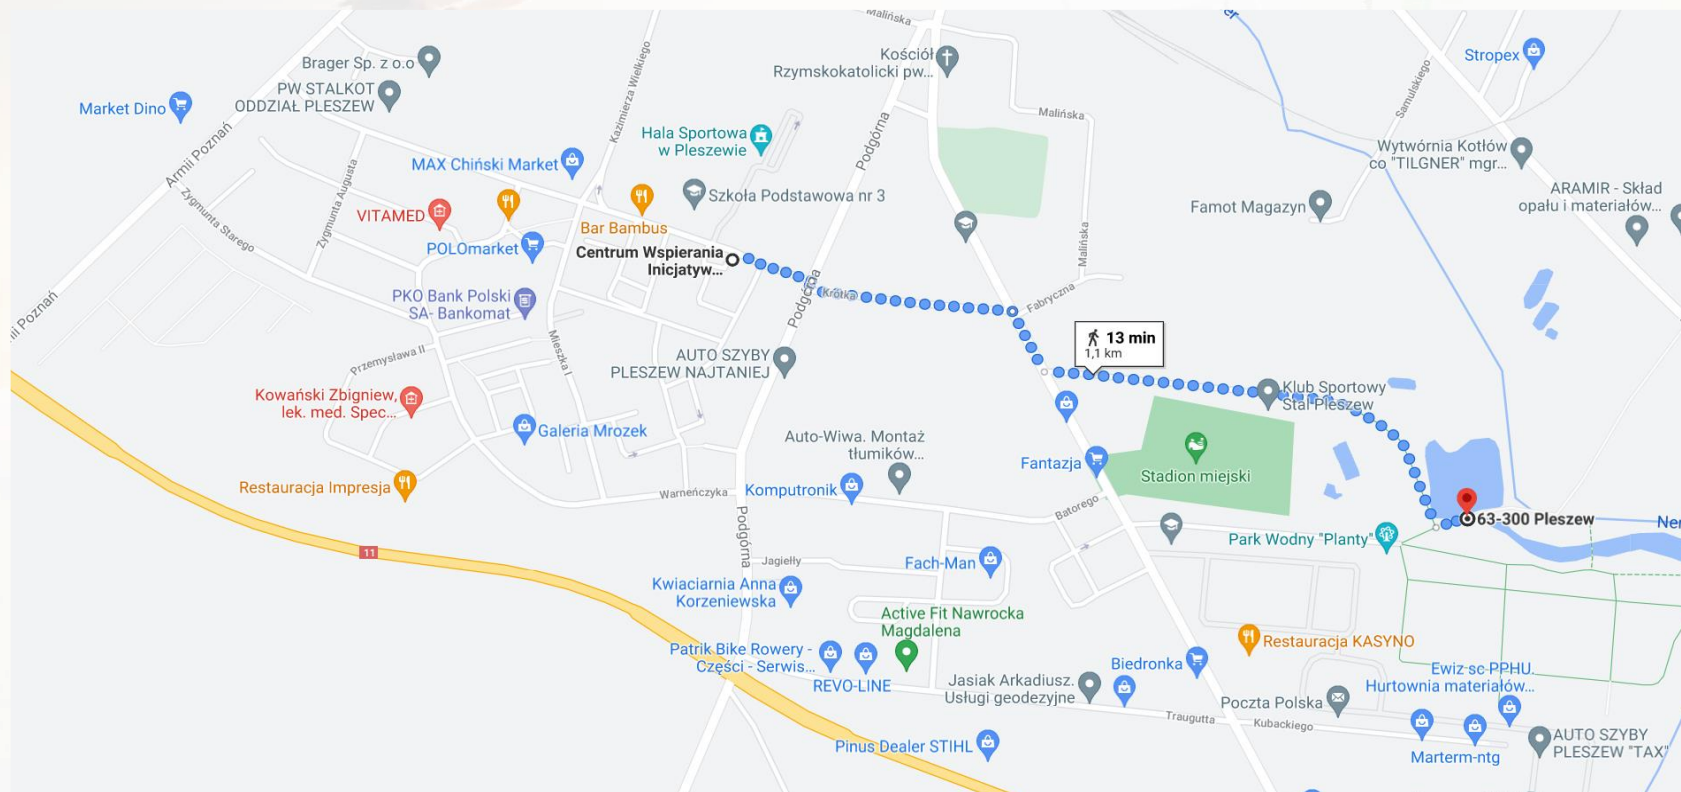 Malińska
Brager Sp. z o.o
Kościół
Rzymskokatolicki pw...
Stropex
PW STALKOT
ODDZIAŁ PLESZEW
Market Dino
Kazimierza Wielkiego
Samulskiego
Malińska
Armii Poznań
Hala Sportowa
w Pleszewie
Podgórna
Wytwórnia Kotłów
co "TILGNER" mgr...
MAX Chiński Market
Zygmunta Augusta
Szkoła Podstawowa nr 3
ARAMIR - Skład
opału i materiałów...
Famot Magazyn
Zygmunta Starego
VITAMED
Bar Bambus
Malińska
POLOmarket
Centrum Wspierania
Inicjatyw...
PKO Bank Polski
SA- Bankomat
Krótka
Fabryczna
Podgórna
Przemysława II
Mieszka I
13 min
1,1 km
AUTO SZYBY
PLESZEW NAJTANIEJ
Kowański Zbigniew,
lek. med. Spec...
Klub Sportowy
Stal Pleszew
Galeria Mrozek
Auto-Wiwa. Montaż
tłumików...
Fantazja
Stadion miejski
Restauracja Impresja
Warneńczyka
Komputronik
Batorego
63-300 Pleszew
Ner
Podgórna
Park Wodny "Planty"
11
Jagiełły
Fach-Man
Kwiaciarnia Anna
Korzeniewska
Active Fit Nawrocka
Magdalena
Restauracja KASYNO
Patrik Bike Rowery -
Części - Serwis...
REVO-LINE
Biedronka
Ewiz sc PPHU.
Hurtownia materiałów...
Jasiak Arkadiusz.
Usługi geodezyjne
Poczta Polska
Traugutta
Kubackiego
Pinus Dealer STIHL
Marterm-ntg
AUTO SZYBY
PLESZEW "TAX"